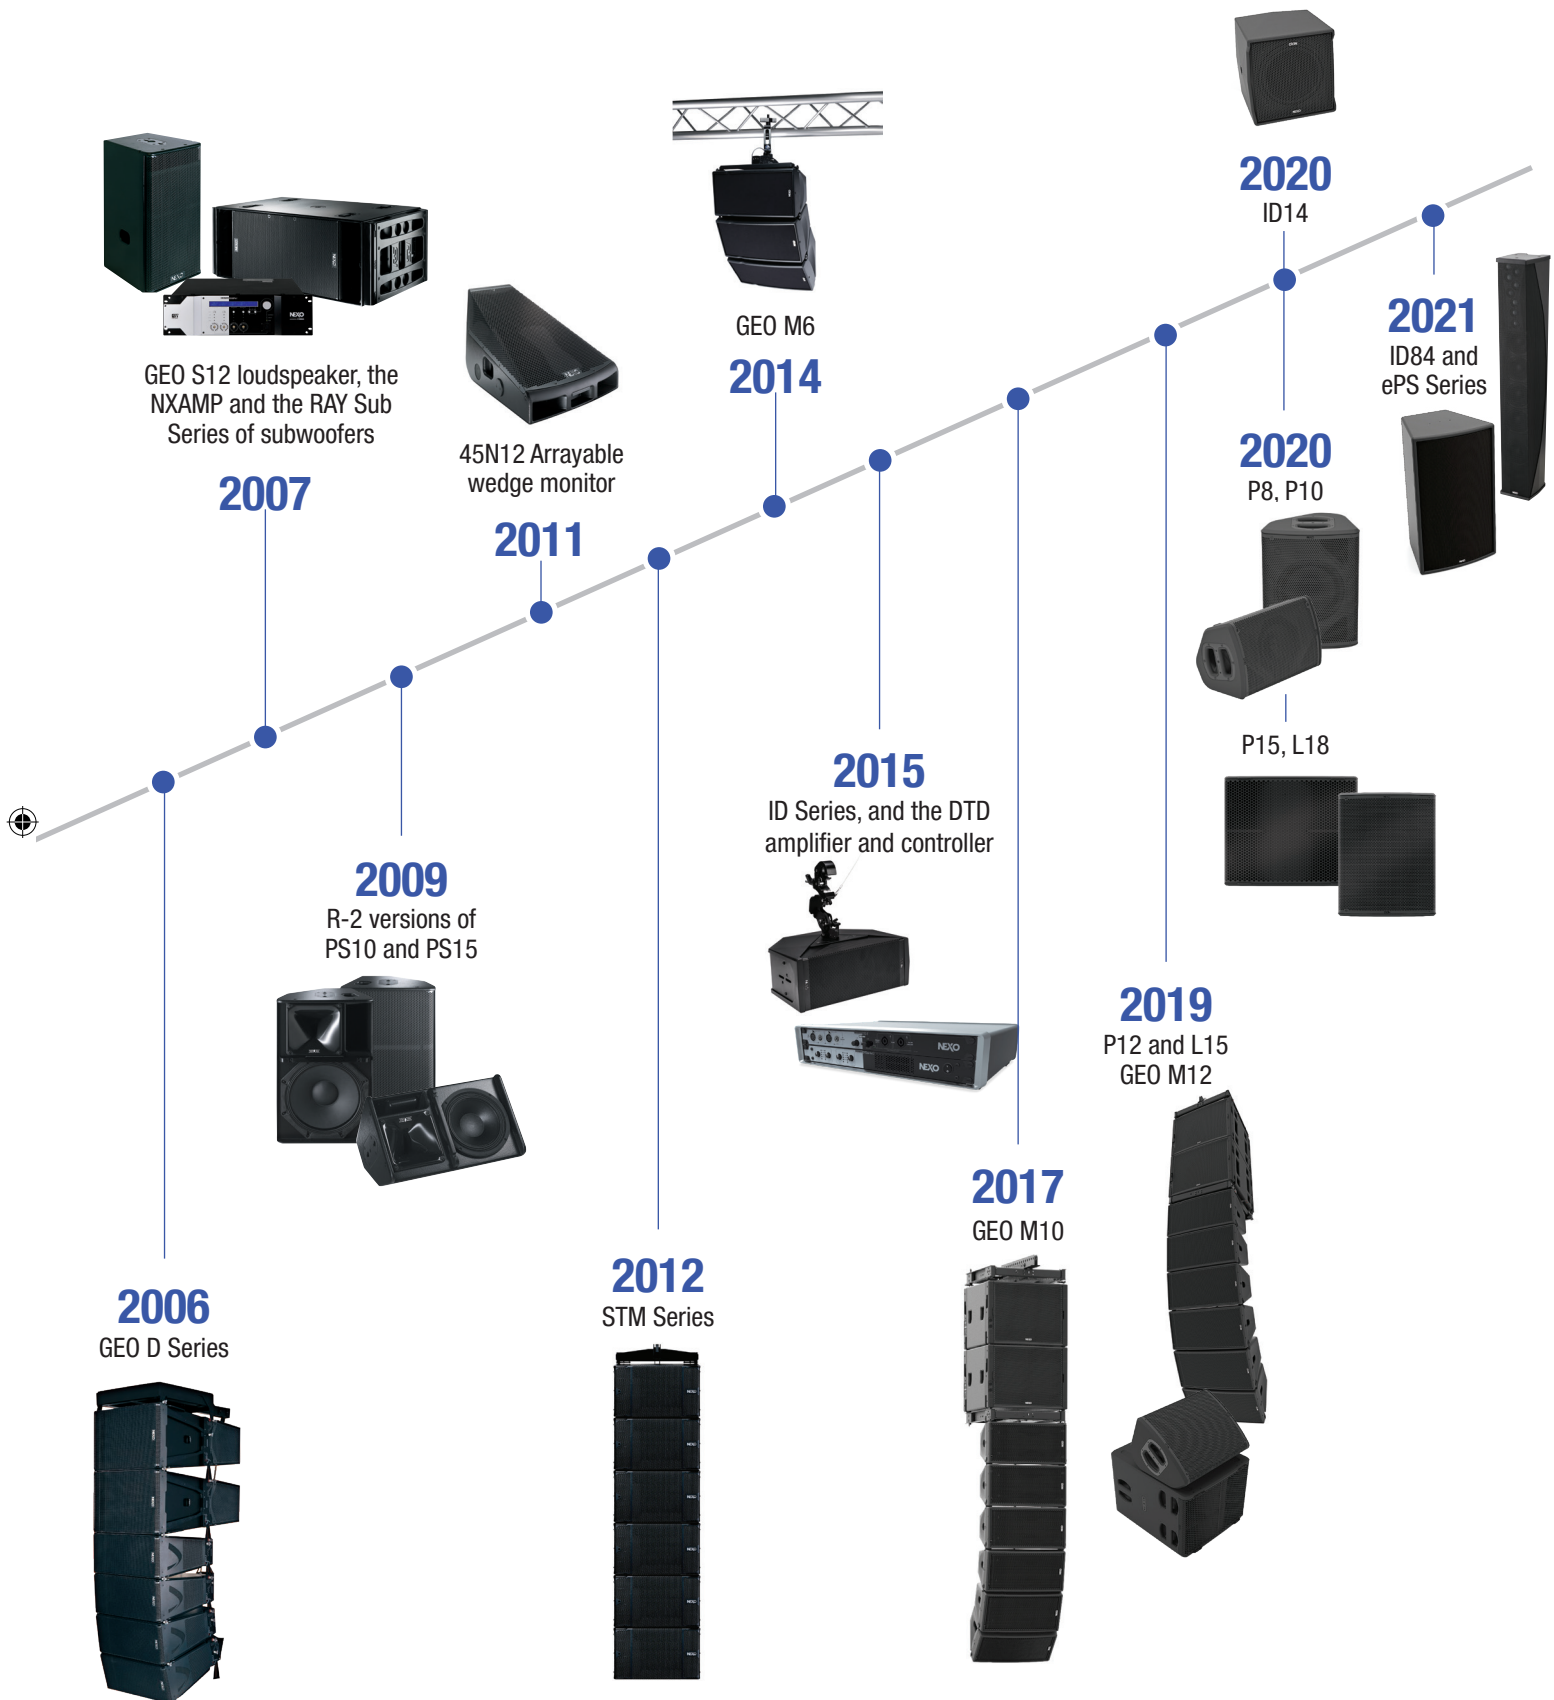 2020
ID14
2021
ID84 and
ePS Series
GEO M6
2014
GEO S12 loudspeaker, the
NXAMP and the RAY Sub
Series of subwoofers
2007
45N12 Arrayable
wedge monitor
2011
2020
P8, P10
P15, L18
2015
ID Series, and the DTD
amplifier and controller
NEXO
NEXO
2009
R-2 versions of
PS10 and PS15
2019
P12 and L15
GEO M12
2017
GEO M10
2012
STM Series
2006
GEO D Series